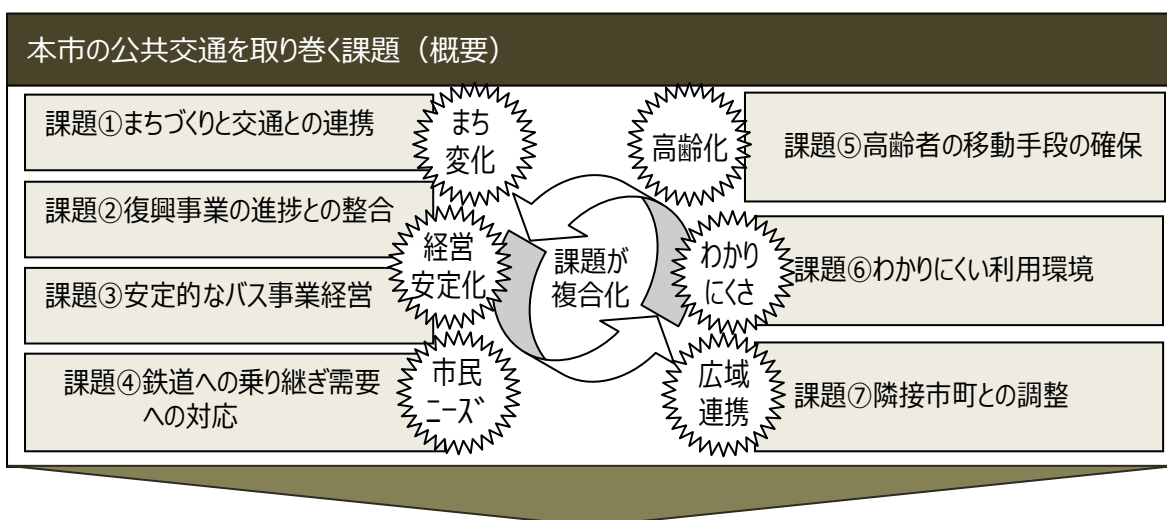 本市の公共交通を取り巻く課題（概要）
課題①まちづくりと交通との連携
課題②復興事業の進捗との整合
課題③安定的なバス事業経営
課題④鉄道への乗り継ぎ需要
への対応
まち
変化
経営
安定化
市民
ニーズ
課題が
複合化
高齢化
わかり
にくさ
広域
連携
課題⑤高齢者の移動手段の確保
課題⑥わかりにくい利用環境
課題⑦隣接市町との調整